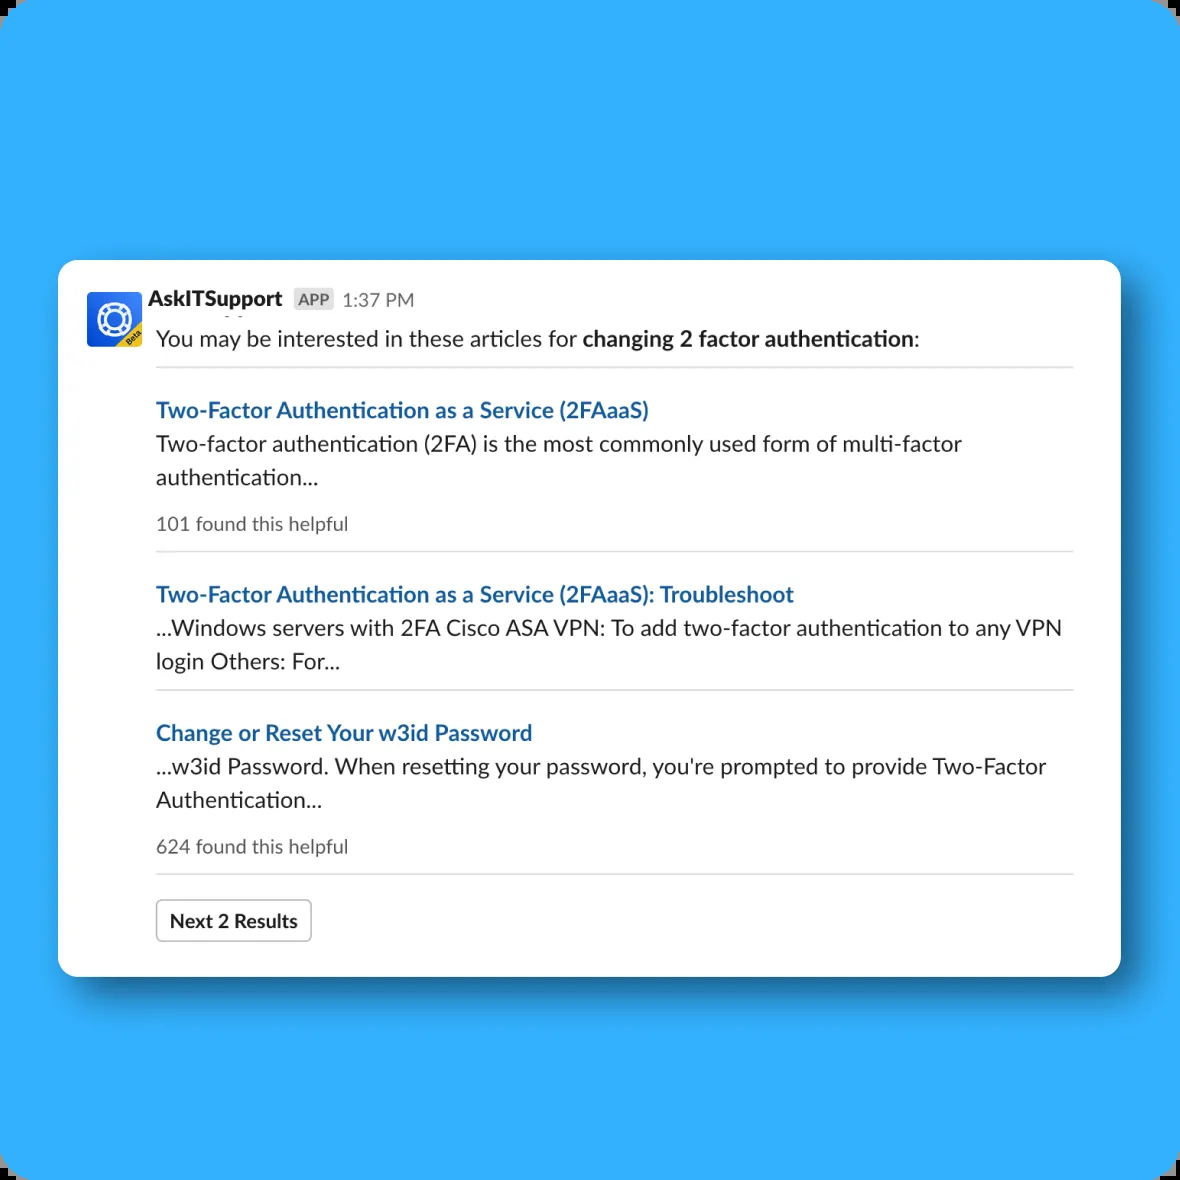 AskITSupport APP 1:37 PM
Beta
You may be interested in these articles for changing 2 factor authentication:
Two-Factor Authentication as a Service (2FAaaS)
Two-factor authentication (2FA) is the most commonly used form of multi-factor
authentication...
101 found this helpful
Two-Factor Authentication as a Service (2FAaaS): Troubleshoot
...Windows servers with 2FA Cisco ASA VPN: To add two-factor authentication to any VPN
login Others: For...
Change or Reset Your w3id Password
...w3id Password. When resetting your password, you're prompted to provide Two-Factor
Authentication...
624 found this helpful
Next 2 Results